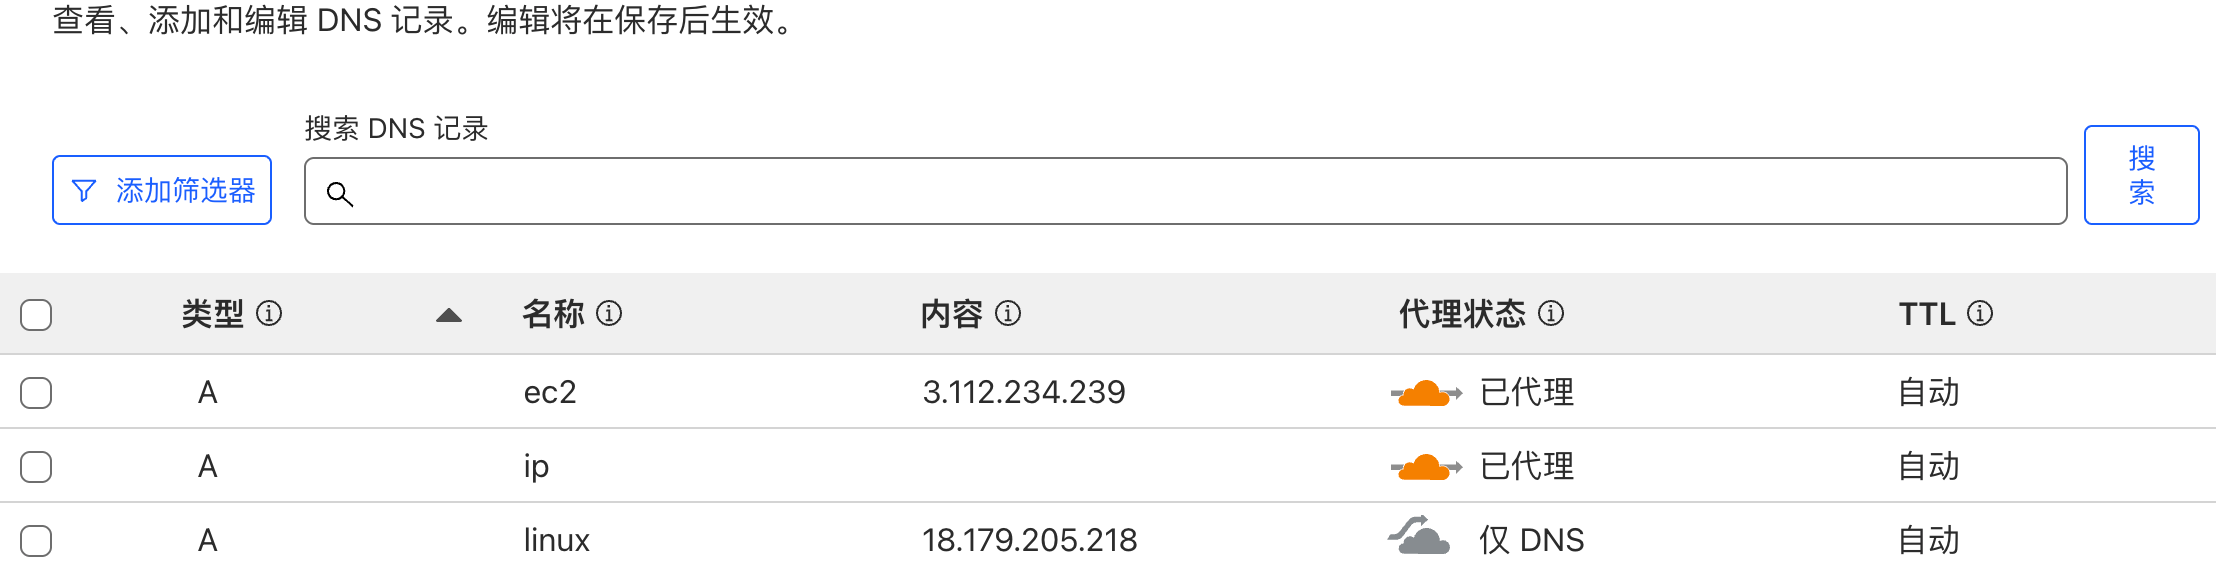 查看、添加和编辑 DNS 记录。编辑将在保存后生效。
搜索 DNS 记录
添加筛选器
搜
索
类型 名称 内容 代理状态 TTL
A ec2 3.112.234.239 已代理 自动
A ip 已代理 自动
A linux 18.179.205.218 仅 DNS 自动